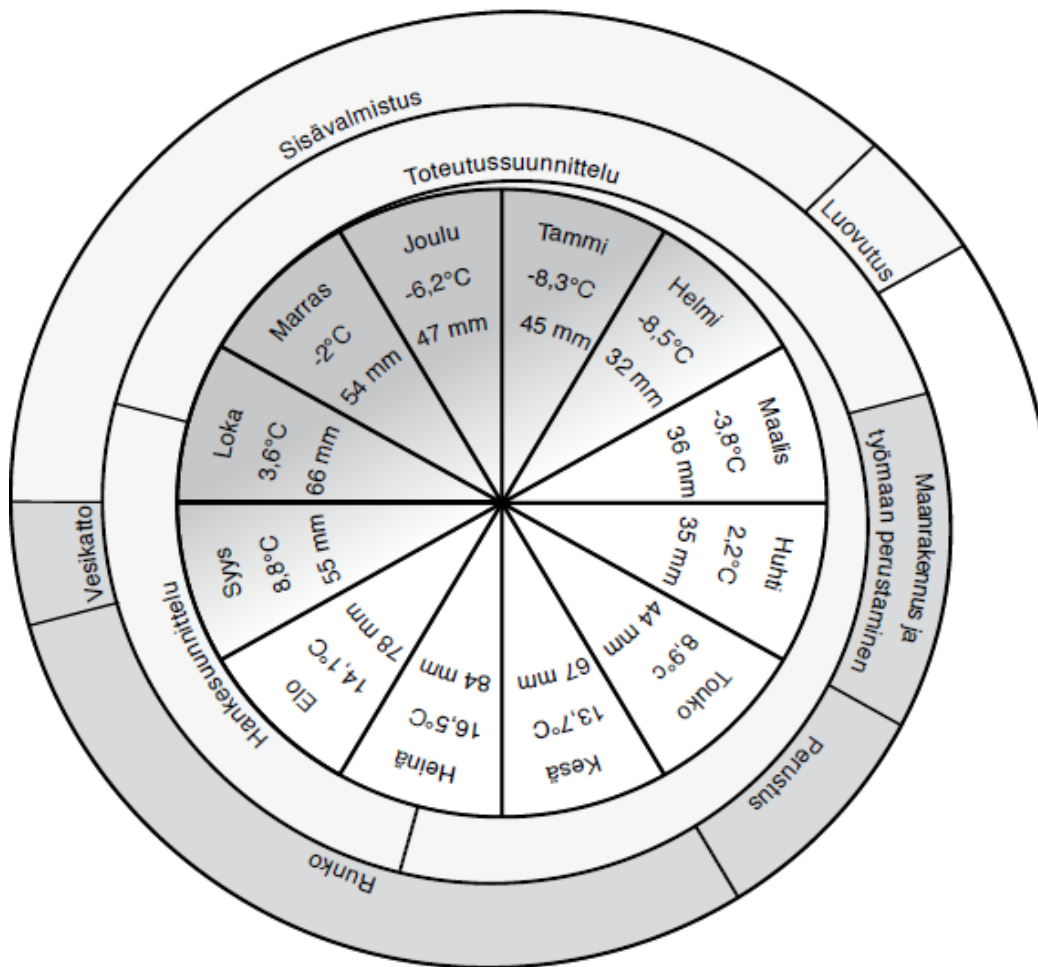 Sisävalmistus
Toteutussuunnittelu
Luovutus
Maanrakennus ja
työmaan perustaminen
Perustus
Runko
Vesikatto
Hankesuunnittelu
Tammi
-8,3°C
45 mm
Helmi
-8,5°C
32 mm
Maalis
-3,8°C
36 mm
Huhti
2,2°C
35 mm
Touko
8,9°c
44 mm
Kesä
13,7°C
67 mm
Heinä
16,5°C
84 mm
Elo
14,1°C
78 mm
Syys
8,8°C
55 mm
Loka
3,6°C
66 mm
Marras
-2°C
54 mm
Joulu
-6,2°C
47 mm